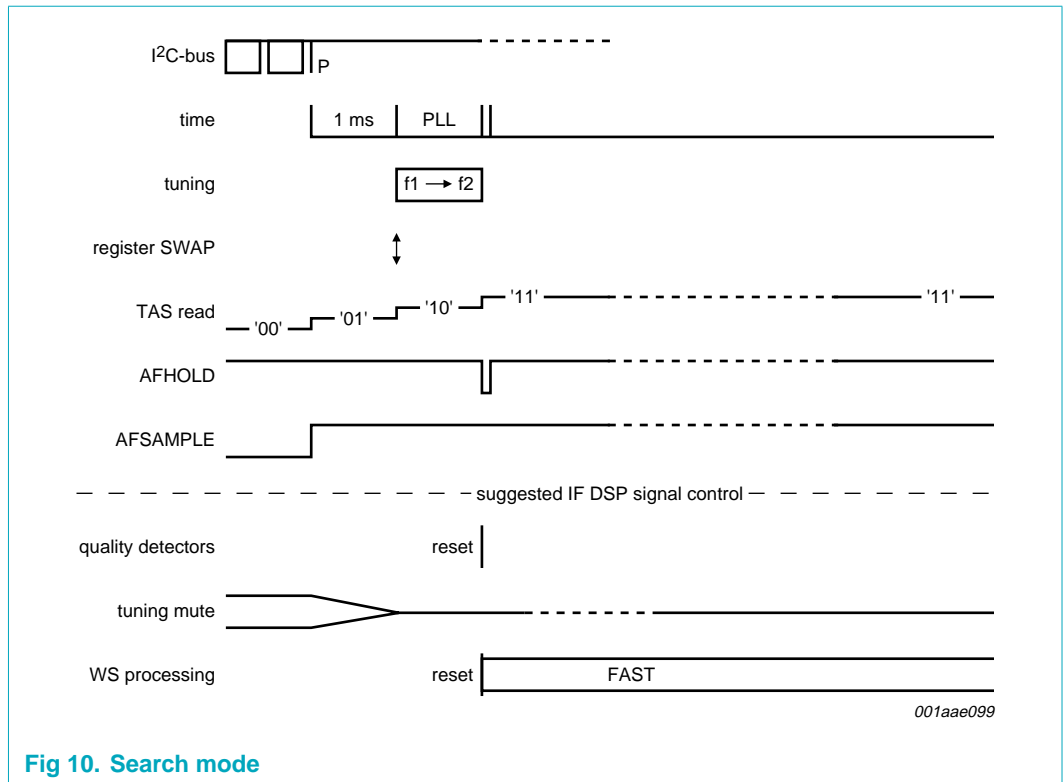 I²C-bus
P
time 1 ms PLL
tuning f1 → f2
register SWAP
TAS read '00' '01' '10' '11' '11'
AFHOLD
AFSAMPLE
suggested IF DSP signal control
quality detectors reset
tuning mute
WS processing reset FAST
001aae099
Fig 10. Search mode